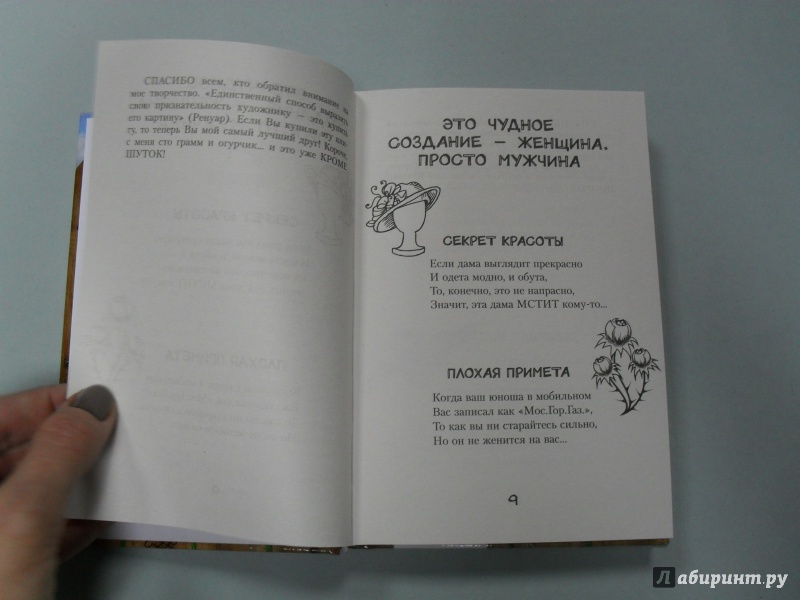 СПАСИБО всем, кто обратил внимание на
мое творчество. «Единственный способ выразить
свою признательность художнику — это купить
его картину» (Ренуар). Если Вы купили эту книгу,
то теперь Вы мой самый лучший друг! Короче,
с меня сто грамм и огурчик... и это уже КРОМЕ
ШУТОК!
ЭТО ЧУДНОЕ
СОЗДАНИЕ — ЖЕНЩИНА.
ПРОСТО МУЖЧИНА
СЕКРЕТ КРАСОТЫ
Если дама выглядит прекрасно
И одета модно, и обута,
То, конечно, это не напрасно,
Значит, эта дама МСТИТ кому-то...
ПЛОХАЯ ПРИМЕТА
Когда ваш юноша в мобильном
Вас записал как «Мос.Гор.Газ.»,
То как вы ни старайтесь сильно,
Но он не женится на вас...
9
Лабиринт.ру